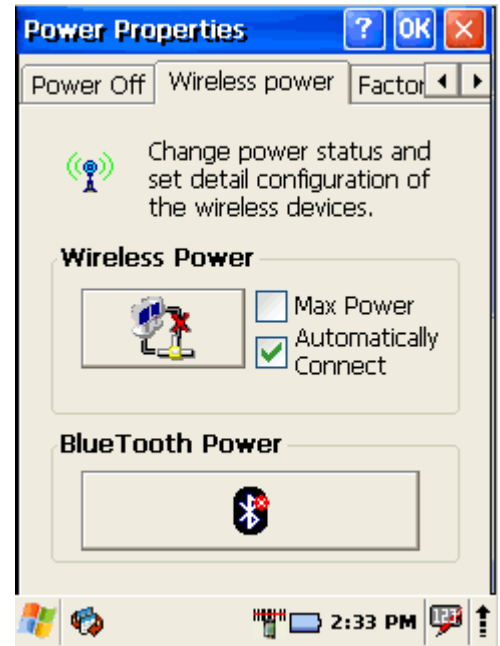 Power Properties ? OK
Power Off Wireless power Factor
Change power status and
set detail configuration of
the wireless devices.
Wireless Power
Max Power
Automatically
Connect
BlueTooth Power
2:33 PM 123